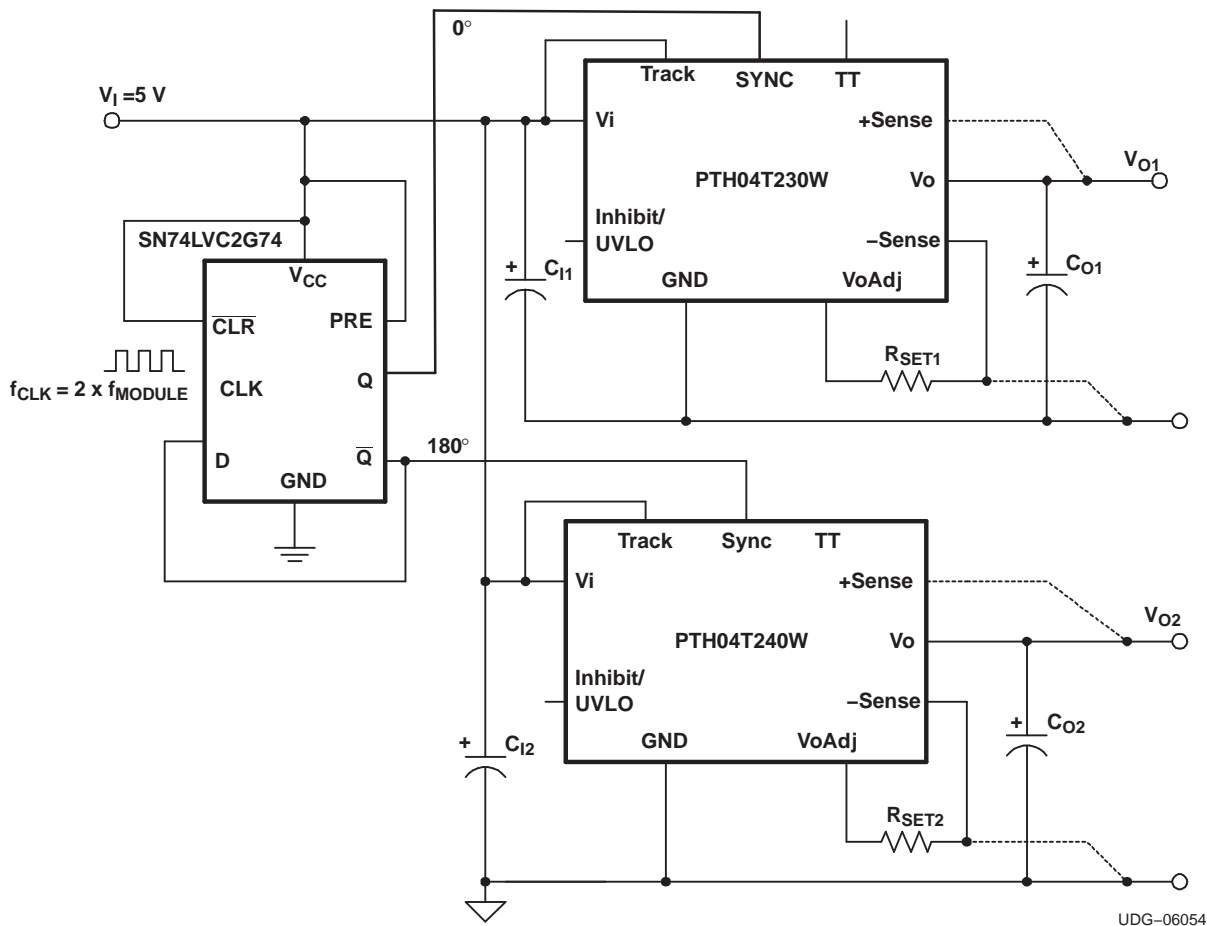 0°
Track
SYNC
TT
V_I =5 V
Vi
+Sense
V_O1
PTH04T230W
Vo
Inhibit/
UVLO
−Sense
SN74LVC2G74
V_CC
+
C_I1
GND
VoAdj
+
C_O1
CLR
PRE
R_SET1
f_CLK = 2 x f_MODULE
CLK
Q
D
Q
180°
GND
Track
Sync
TT
Vi
+Sense
V_O2
PTH04T240W
Vo
Inhibit/
UVLO
−Sense
+
C_O2
+
C_I2
GND
VoAdj
R_SET2
UDG−06054